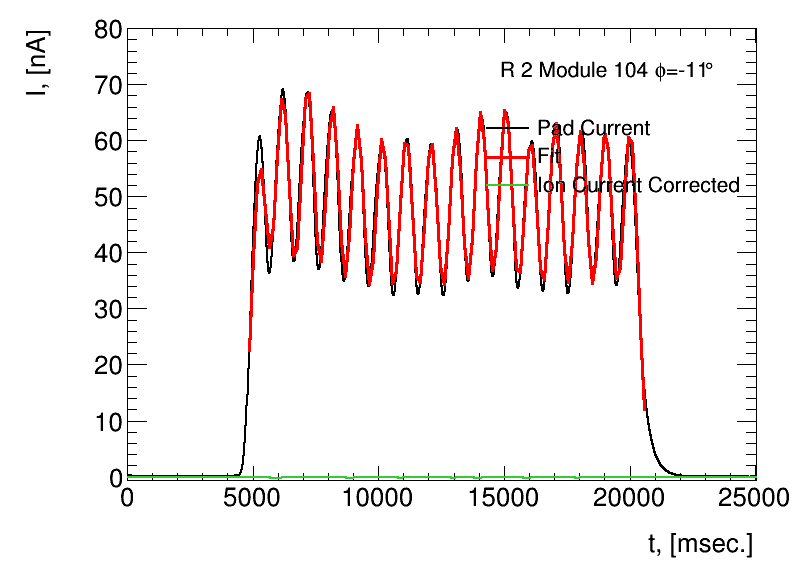 I, [nA]
80
70
60
50
40
30
20
10
0
R 2 Module 104 ϕ=-11°
Pad Current
Fit
Ion Current Corrected
0 5000 10000 15000 20000 25000
t, [msec.]